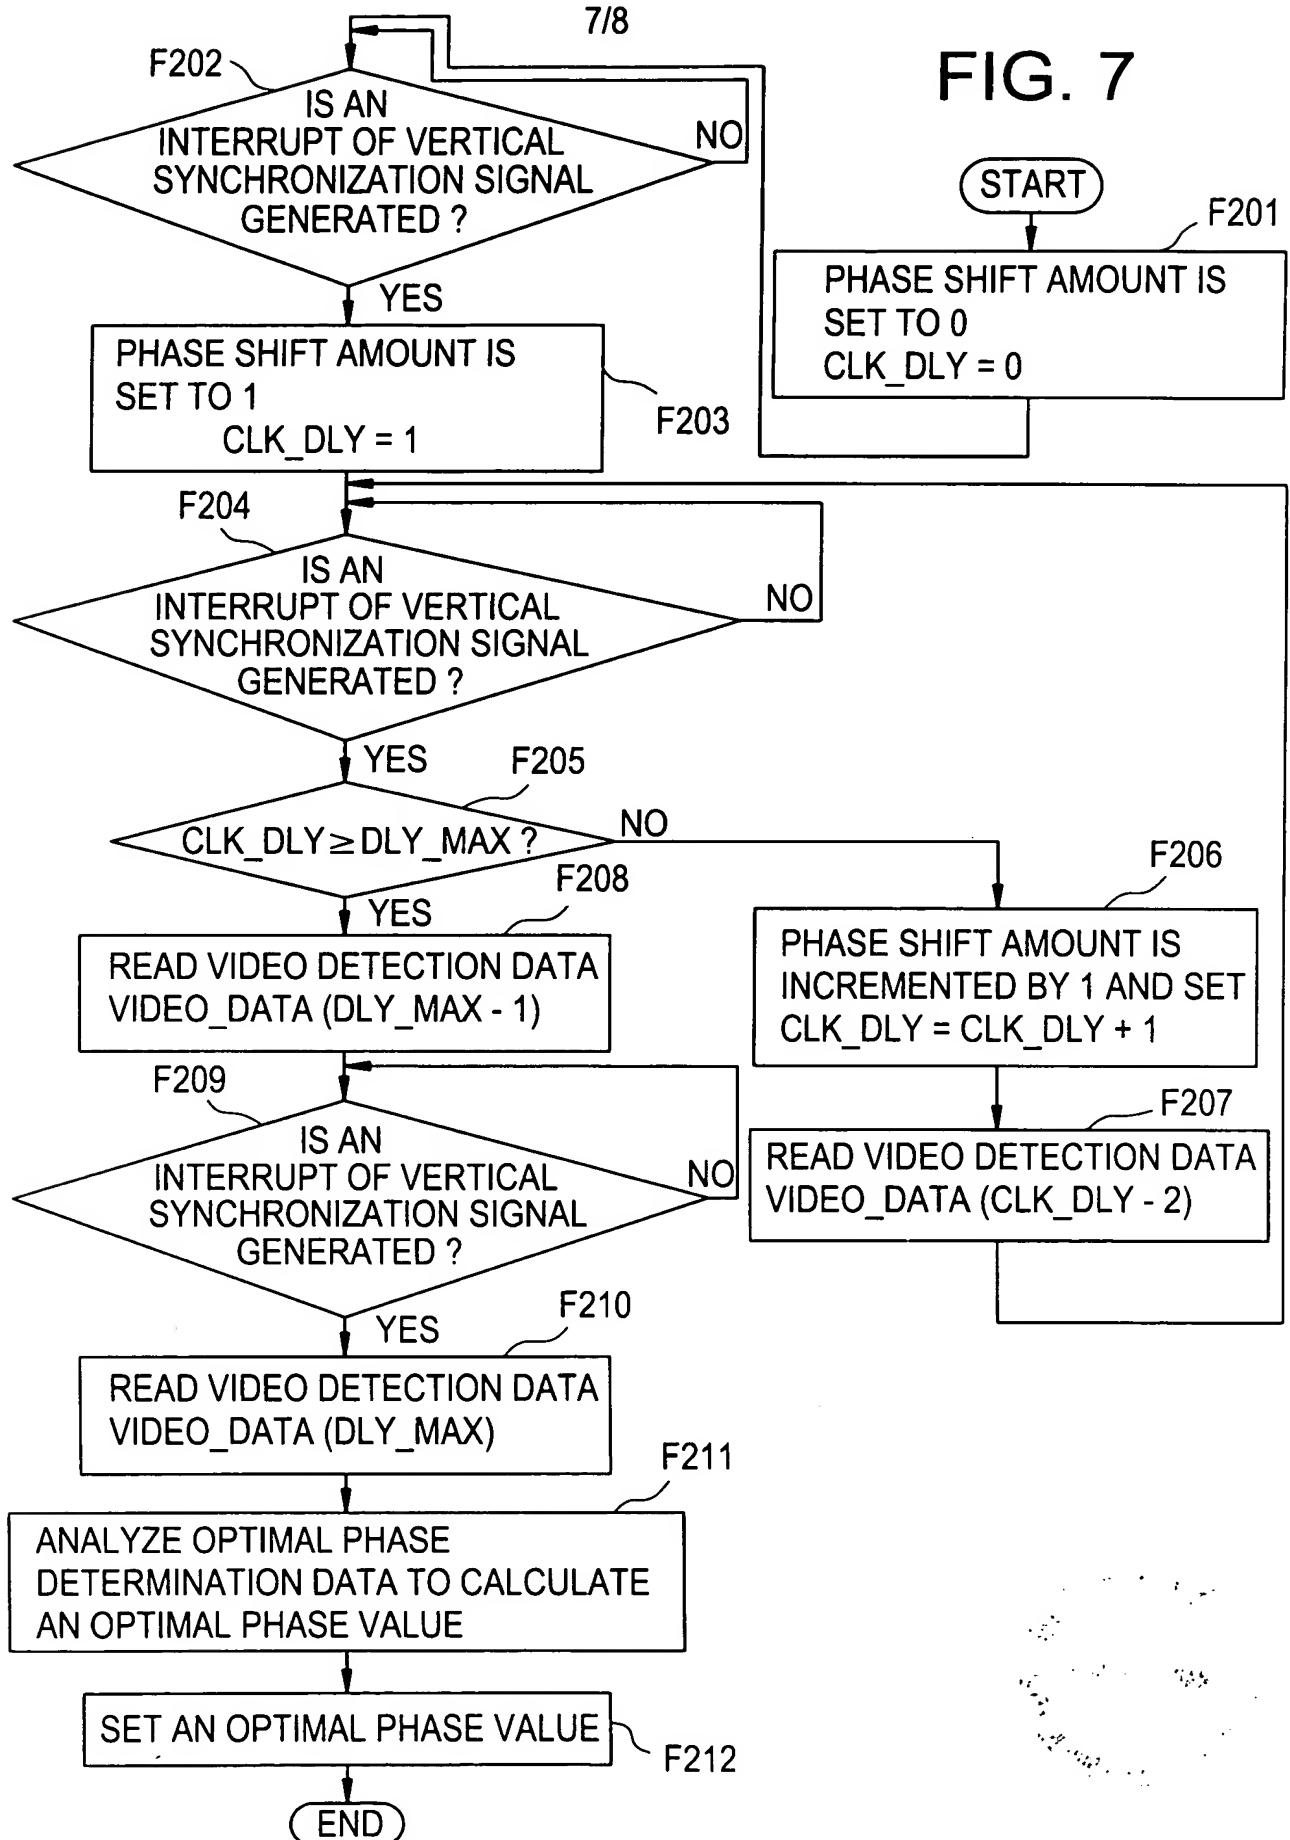 7/8
FIG. 7
START
F201
PHASE SHIFT AMOUNT IS
SET TO 0
CLK_DLY = 0
F202
IS AN
INTERRUPT OF VERTICAL
SYNCHRONIZATION SIGNAL
GENERATED ?
NO
YES
PHASE SHIFT AMOUNT IS
SET TO 1
CLK_DLY = 1
F203
F204
IS AN
INTERRUPT OF VERTICAL
SYNCHRONIZATION SIGNAL
GENERATED ?
NO
YES
F205
CLK_DLY ≥ DLY_MAX ?
NO
YES
F206
PHASE SHIFT AMOUNT IS
INCREMENTED BY 1 AND SET
CLK_DLY = CLK_DLY + 1
F207
READ VIDEO DETECTION DATA
VIDEO_DATA (CLK_DLY - 2)
F208
READ VIDEO DETECTION DATA
VIDEO_DATA (DLY_MAX - 1)
F209
IS AN
INTERRUPT OF VERTICAL
SYNCHRONIZATION SIGNAL
GENERATED ?
NO
YES
F210
READ VIDEO DETECTION DATA
VIDEO_DATA (DLY_MAX)
F211
ANALYZE OPTIMAL PHASE
DETERMINATION DATA TO CALCULATE
AN OPTIMAL PHASE VALUE
SET AN OPTIMAL PHASE VALUE
F212
END